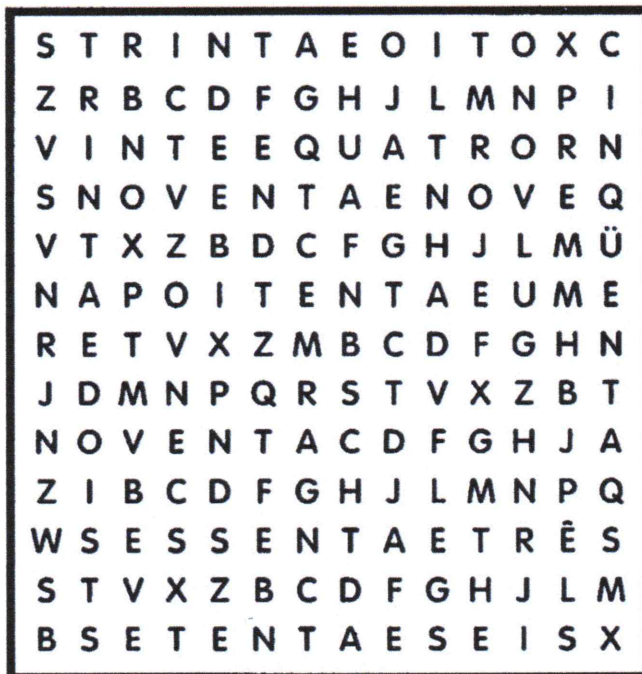 S T R I N T A E O I T O X C
Z R B C D F G H J L M N P I
V I N T E E Q U A T R O R N
S N O V E N T A E N O V E Q
V T X Z B D C F G H J L M Ü
N A P O I T E N T A E U M E
R E T V X Z M B C D F G H N
J D M N P Q R S T V X Z B T
N O V E N T A C D F G H J A
Z I B C D F G H J L M N P Q
W S E S S E N T A E T R Ê S
S T V X Z B C D F G H J L M
B S E T E N T A E S E I S X